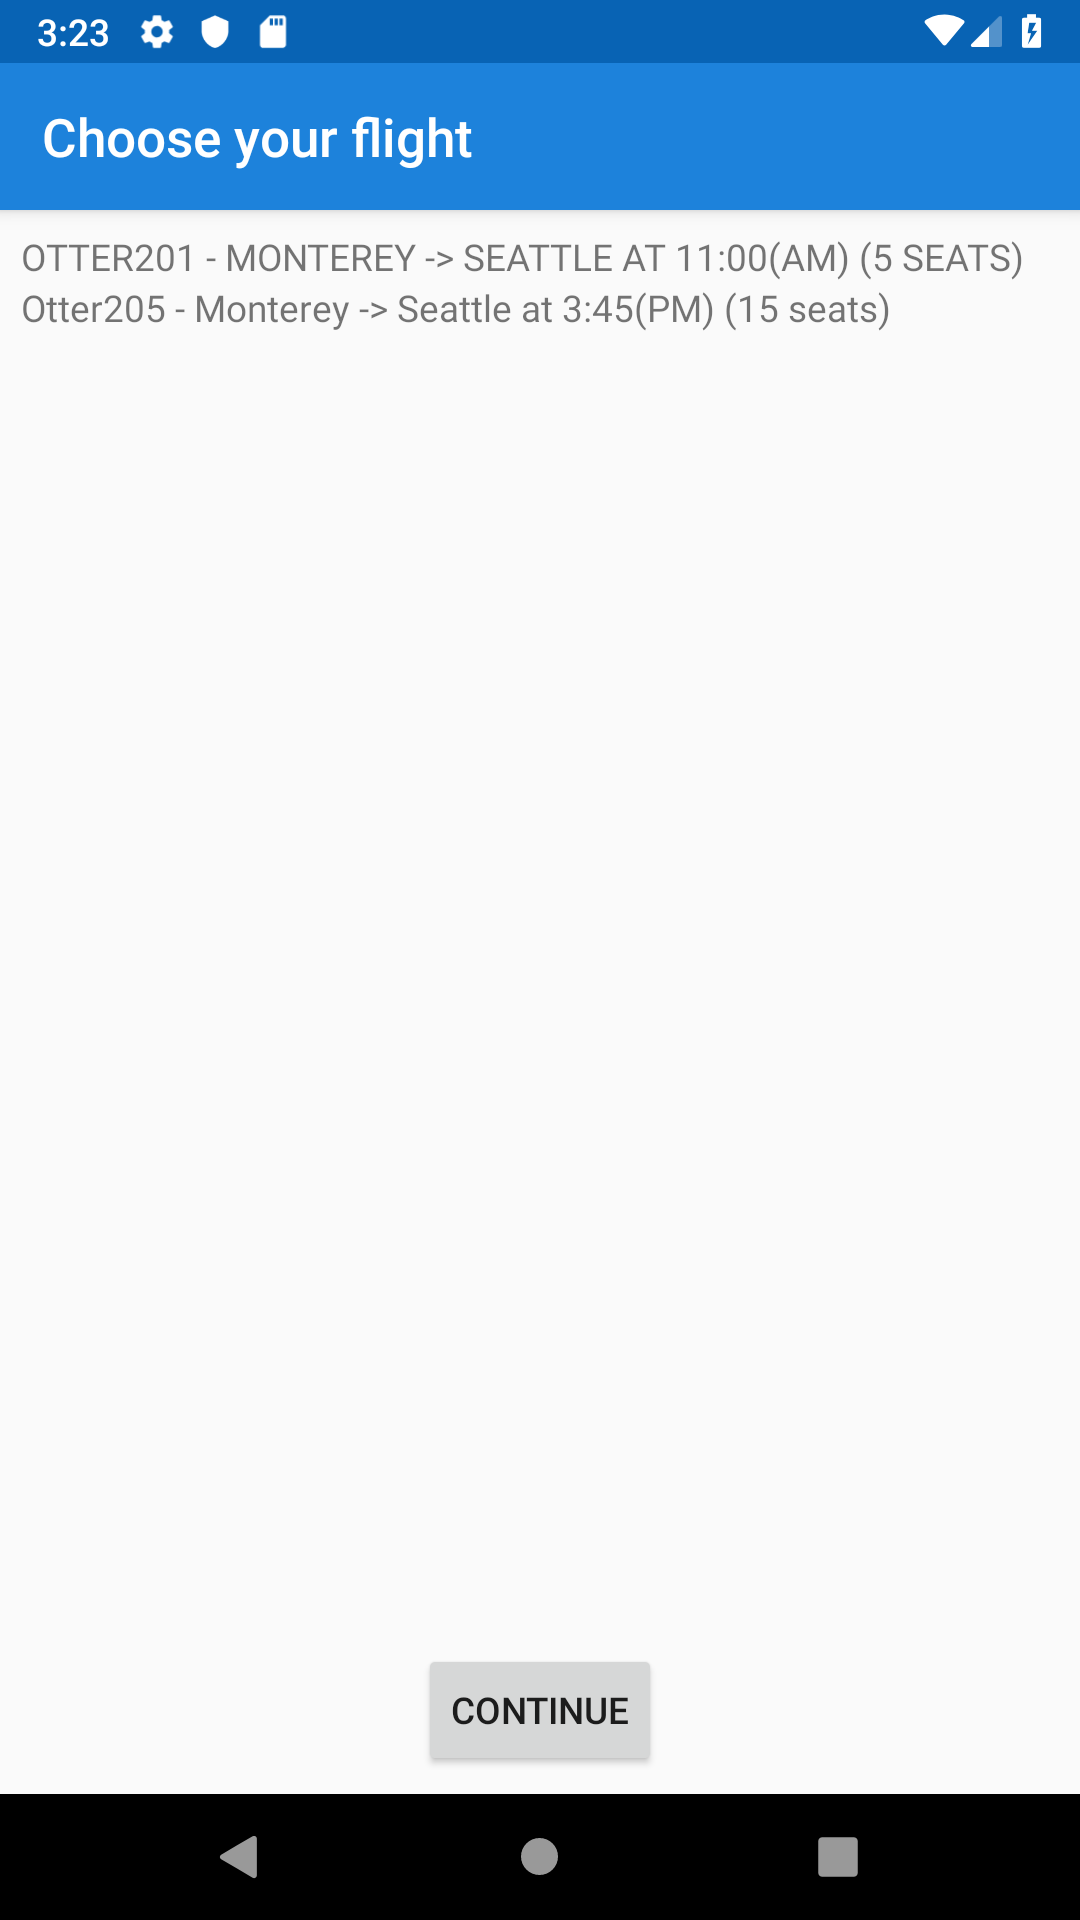 3:23
Choose your flight
OTTER201 - MONTEREY -> SEATTLE AT 11:00(AM) (5 SEATS)
Otter205 - Monterey -> Seattle at 3:45(PM) (15 seats)
CONTINUE